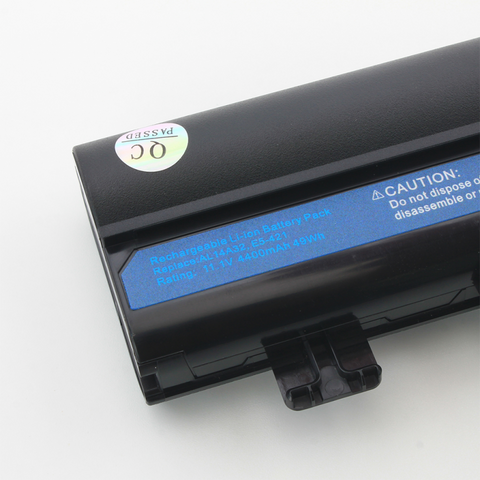 QC
PASSED
Rechargeable Li-ion Battery Pack
Replace:AL14A32, E5-421,
Rating: 11.1V 4400mAh 49Wh
⚠CAUTION:
Do not dispose o
disassemble or